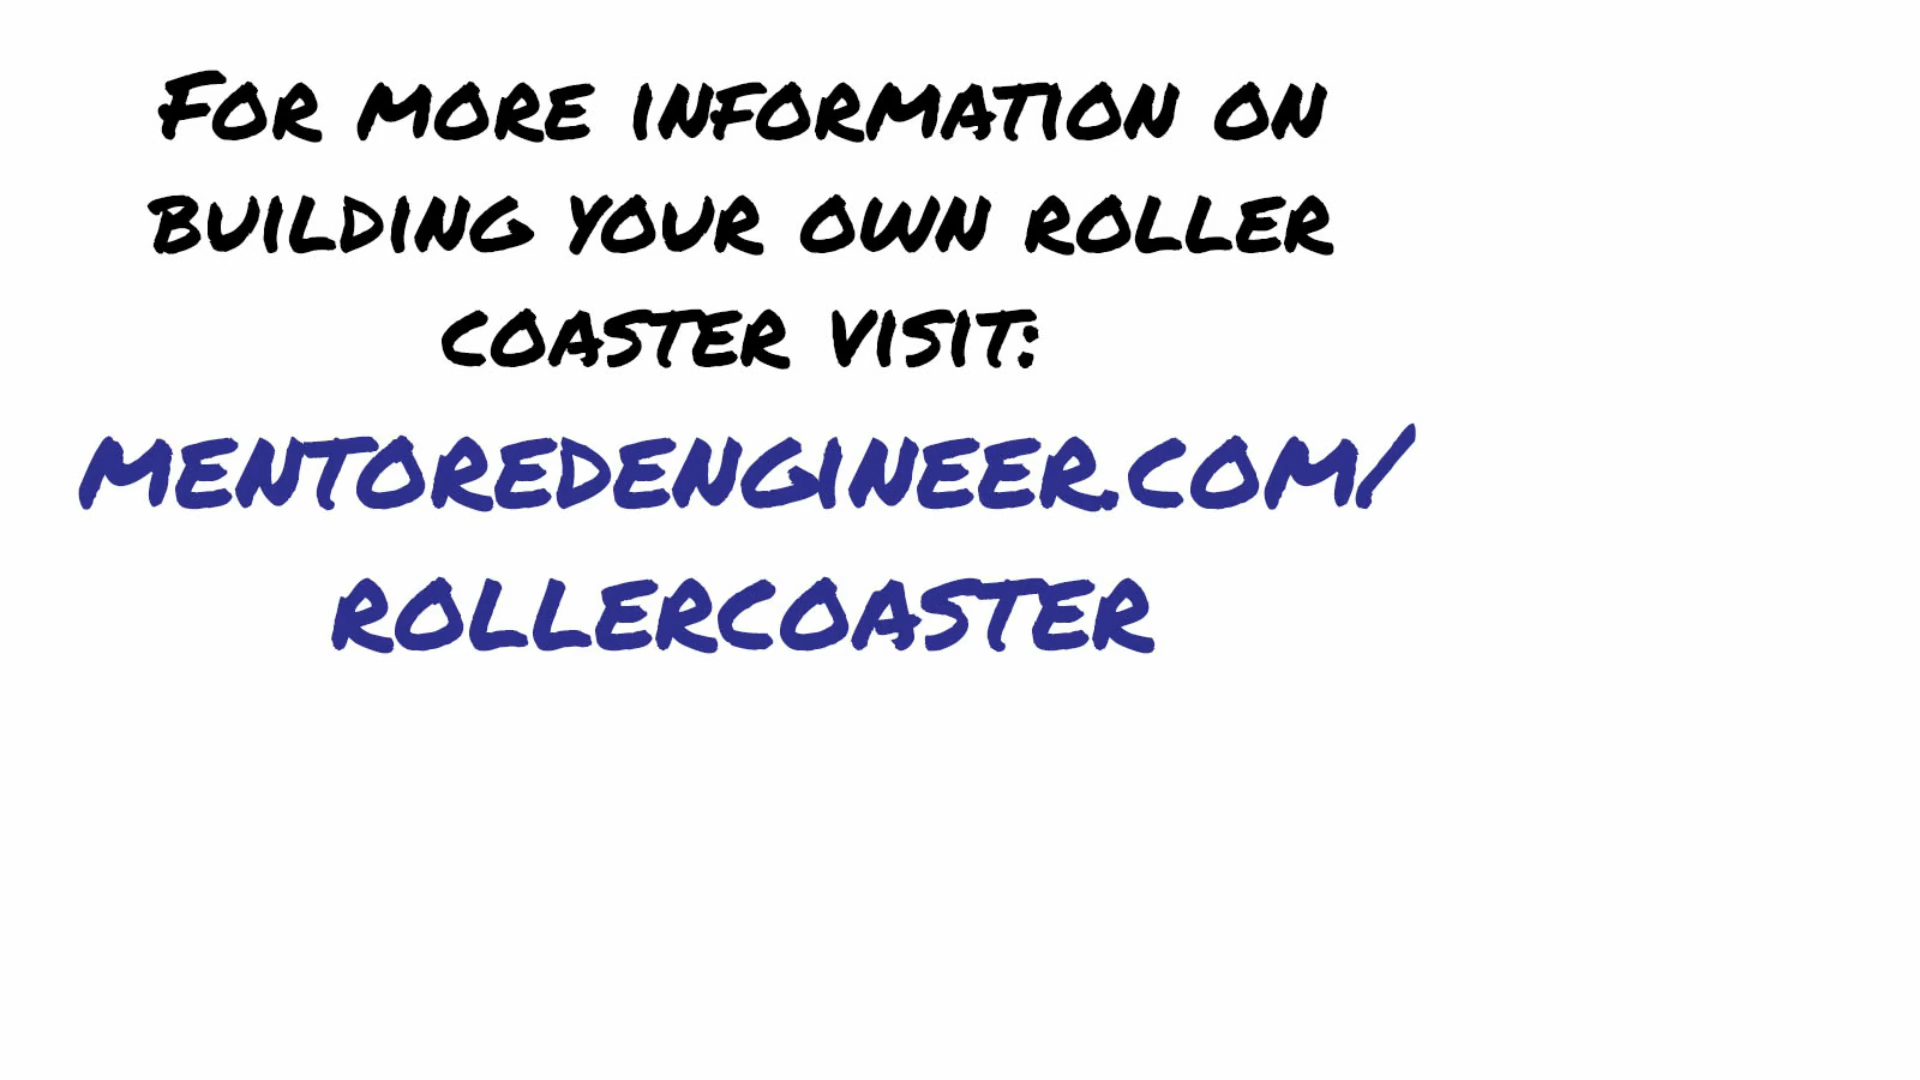 For more information on
building your own roller
coaster visit:
mentoredengineer.com/
rollercoaster